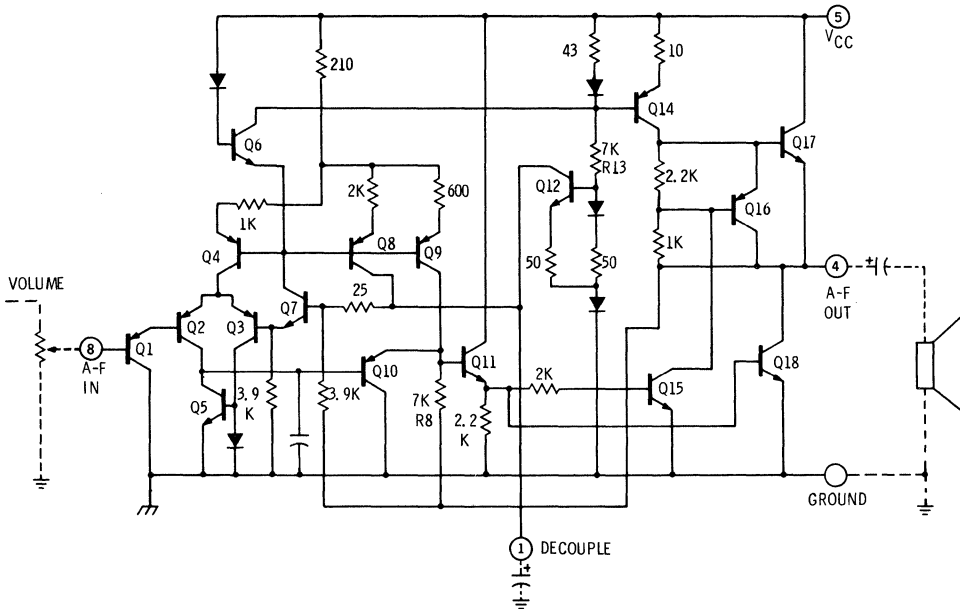 5
VCC
43
10
210
Q6
Q14
Q17
7K
R13
Q12
2.2K
2K
600
1K
Q16
Q4
Q8
Q9
50
50
1K
4
+
A-F
OUT
VOLUME
25
Q7
8
A-F
IN
Q1
Q2
Q3
Q10
Q11
Q18
2K
Q15
Q5
3.9
K
3.9K
7K
R8
2.2
K
GROUND
1
DECOUPLE
+